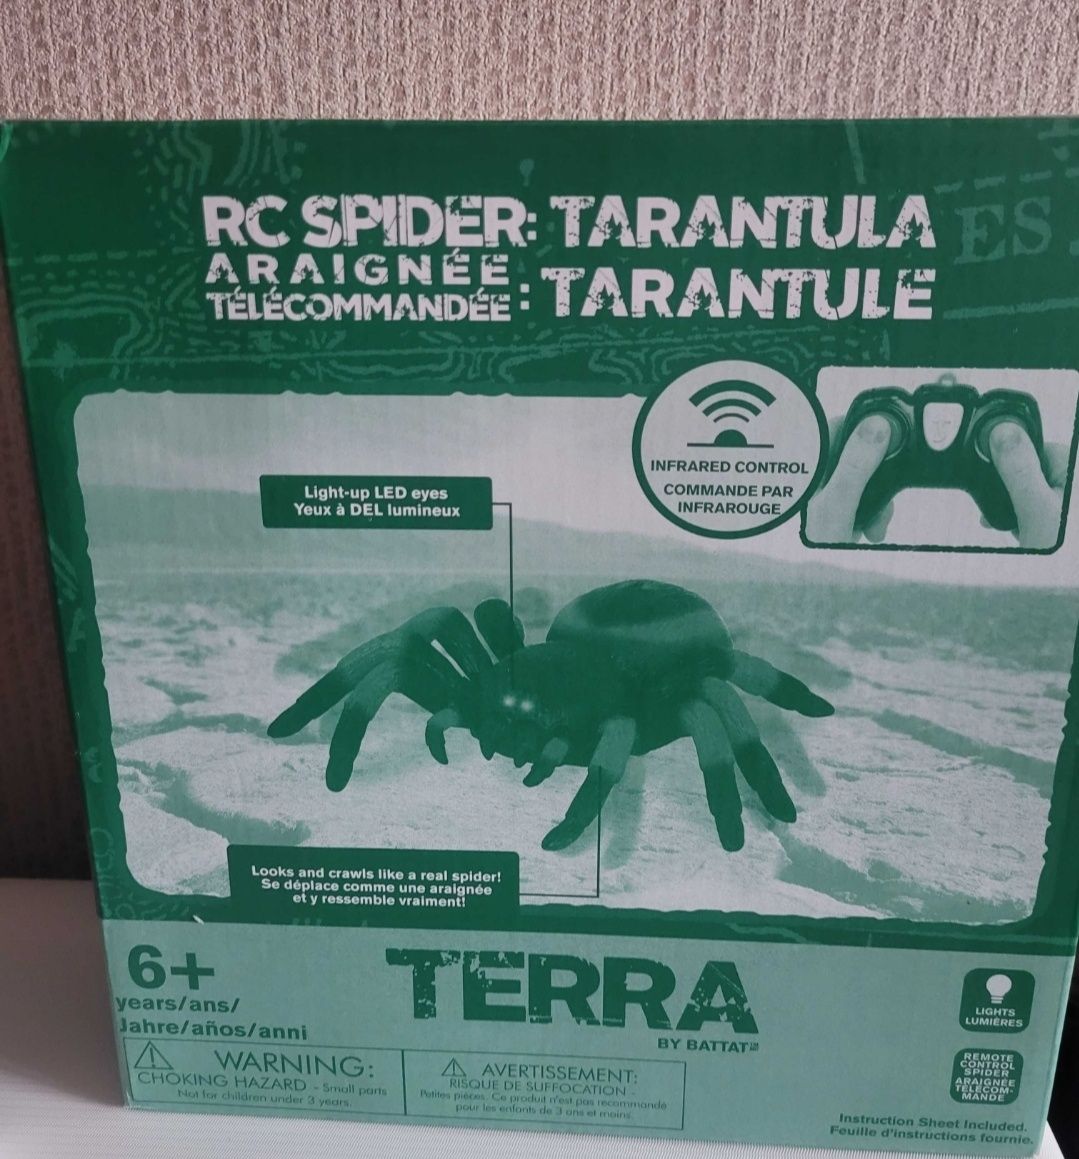 RC SPIDER: TARANTULA
ARAIGNÉE
TÉLÉCOMMANDÉE : TARANTULE
ES.
INFRARED CONTROL
COMMANDE PAR
INFRAROUGE
Light-up LED eyes
Yeux à DEL lumineux
Looks and crawls like a real spider!
Se déplace comme une araignée
et y ressemble vraiment!
6+
years/ans/
Jahre/años/anni
TERRA
BY BATTAT
LIGHTS
LUMIÈRES
REMOTE
CONTROL
SPIDER
ARAIGNÉE
TÉLÉCOM-
MANDE
WARNING:
CHOKING HAZARD - Small parts
Not for children under 3 years.
AVERTISSEMENT:
RISQUE DE SUFFOCATION -
Petites pièces. Ce produit n'est pas recommandé
pour les enfants de 3 ans et moins.
Instruction Sheet Included.
Feuille d'instructions fournie.